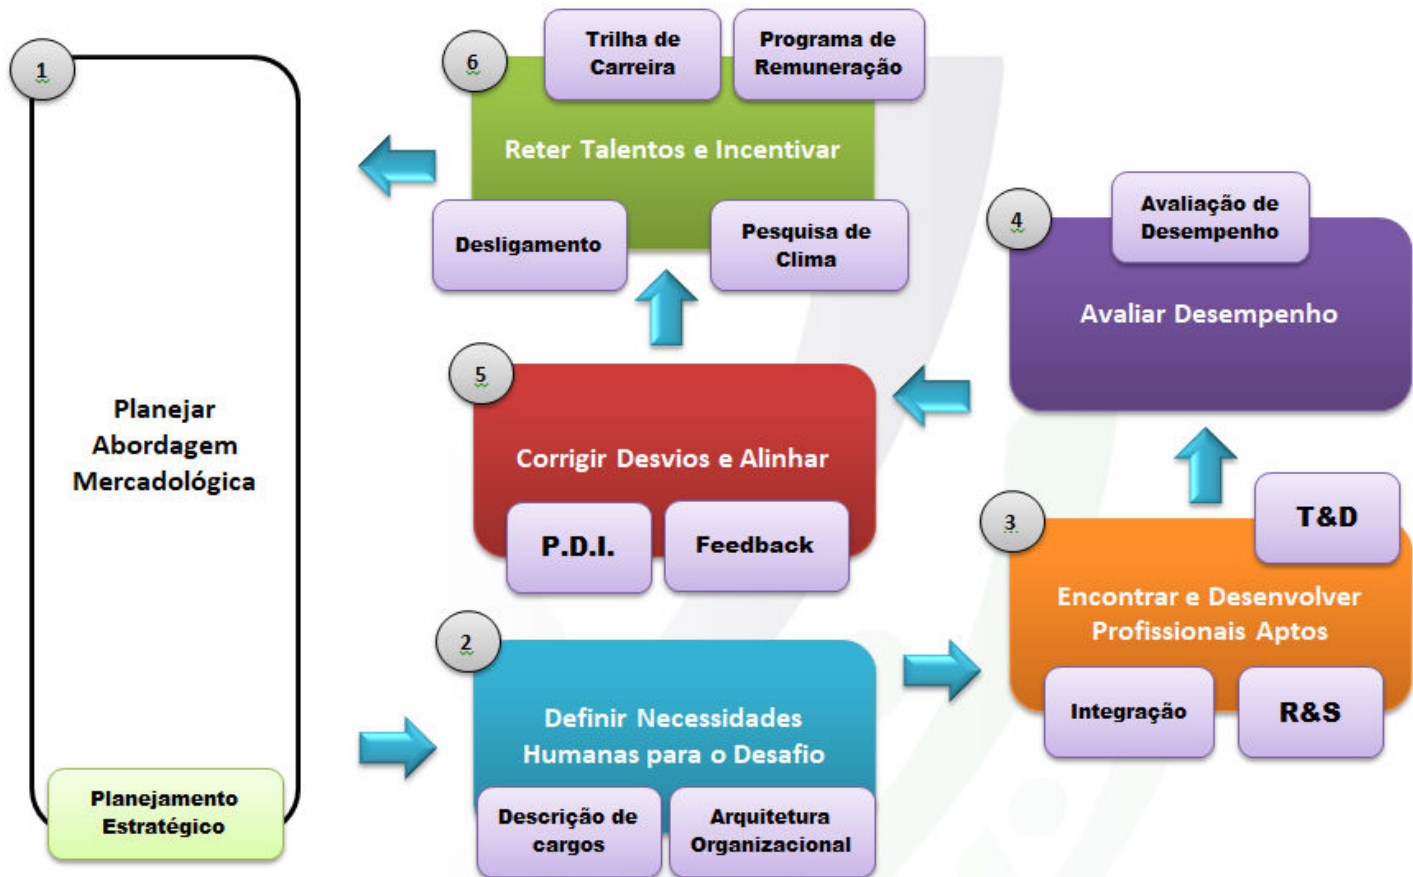 1
Planejar
Abordagem
Mercadológica
Planejamento
Estratégico
2
Definir Necessidades
Humanas para o Desafio
Descrição de
cargos
Arquitetura
Organizacional
3
T&D
Encontrar e Desenvolver
Profissionais Aptos
Integração
R&S
4
Avaliação de
Desempenho
Avaliar Desempenho
5
Corrigir Desvios e Alinhar
P.D.I.
Feedback
6
Trilha de
Carreira
Programa de
Remuneração
Reter Talentos e Incentivar
Desligamento
Pesquisa de
Clima